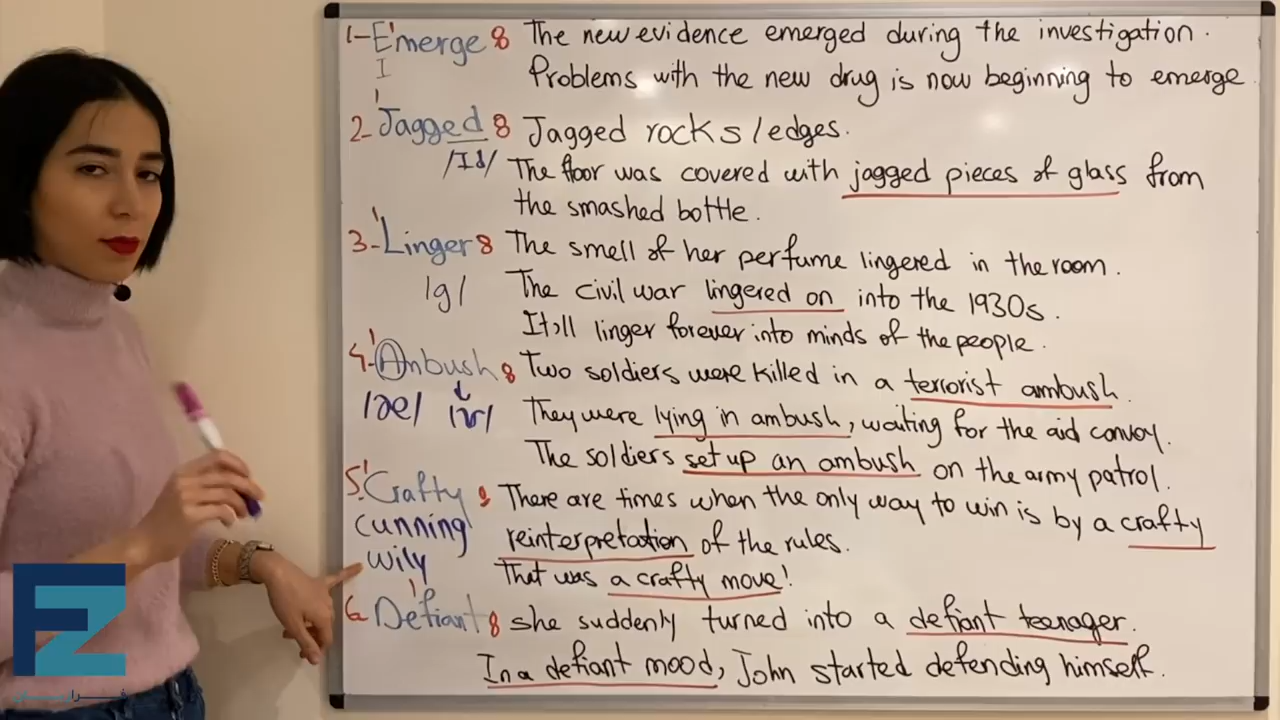 1- Emerge : The new evidence emerged during the investigation.
I Problems with the new drug is now beginning to emerge
2- Jagged : Jagged rocks/edges.
/Id/ The floor was covered with jagged pieces of glass from
the smashed bottle.
3- Linger : The smell of her perfume lingered in the room.
/g/ The civil war lingered on into the 1930s.
It'll linger forever into minds of the people.
4- Ambush : Two soldiers were killed in a terrorist ambush.
/æ/ /ʊ/ They were lying in ambush, waiting for the aid convoy.
The soldiers set up an ambush on the army patrol.
5- Crafty : There are times when the only way to win is by a crafty
cunning reinterpretation of the rules.
wily That was a crafty move!
6- Defiant : she suddenly turned into a defiant teenager.
In a defiant mood, John started defending himself.
FZ